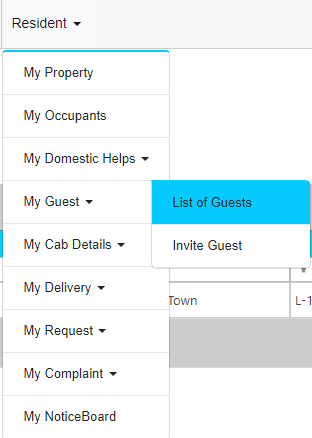 Resident
My Property
My Occupants
My Domestic Helps
My Guest
List of Guests
My Cab Details
Invite Guest
My Delivery
Town
L-1
My Request
My Complaint
My NoticeBoard